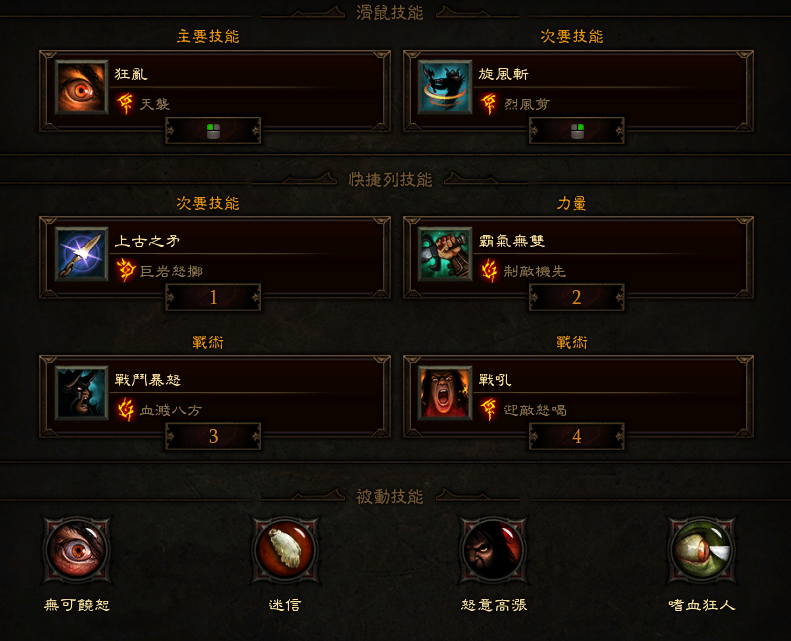 滑鼠技能
主要技能
次要技能
狂亂
天襲
旋風斬
烈風剪
快捷列技能
次要技能
力量
上古之矛
巨岩怒擲
霸氣無雙
制敵機先
1
2
戰術
戰術
戰鬥暴怒
血濺八方
戰吼
迎敵怒喝
3
4
被動技能
無可饒恕
迷信
怒意高漲
嗜血狂人